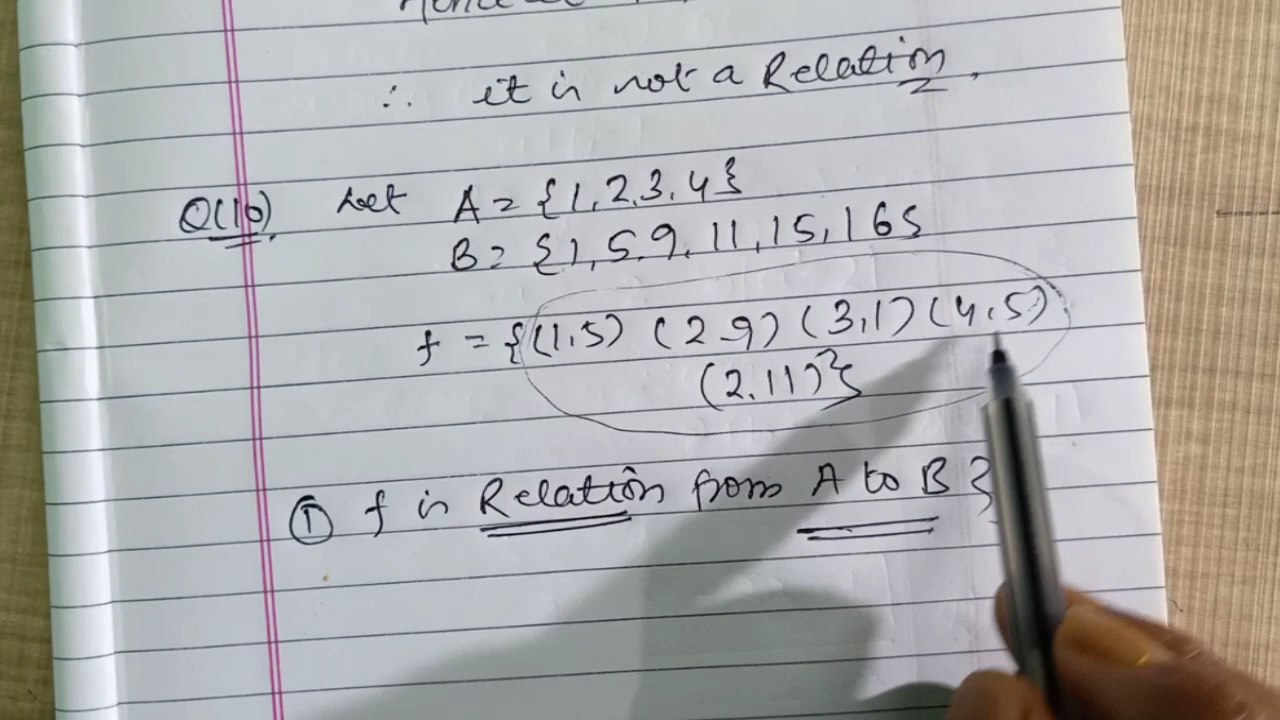 ∴ it is not a Relation.
Q(10) Let A = {1, 2, 3, 4}
B = {1, 5, 9, 11, 15, 16}
f = {(1,5) (2,9) (3,1) (4,5)
(2,11)}
① f is Relation from A to B ?